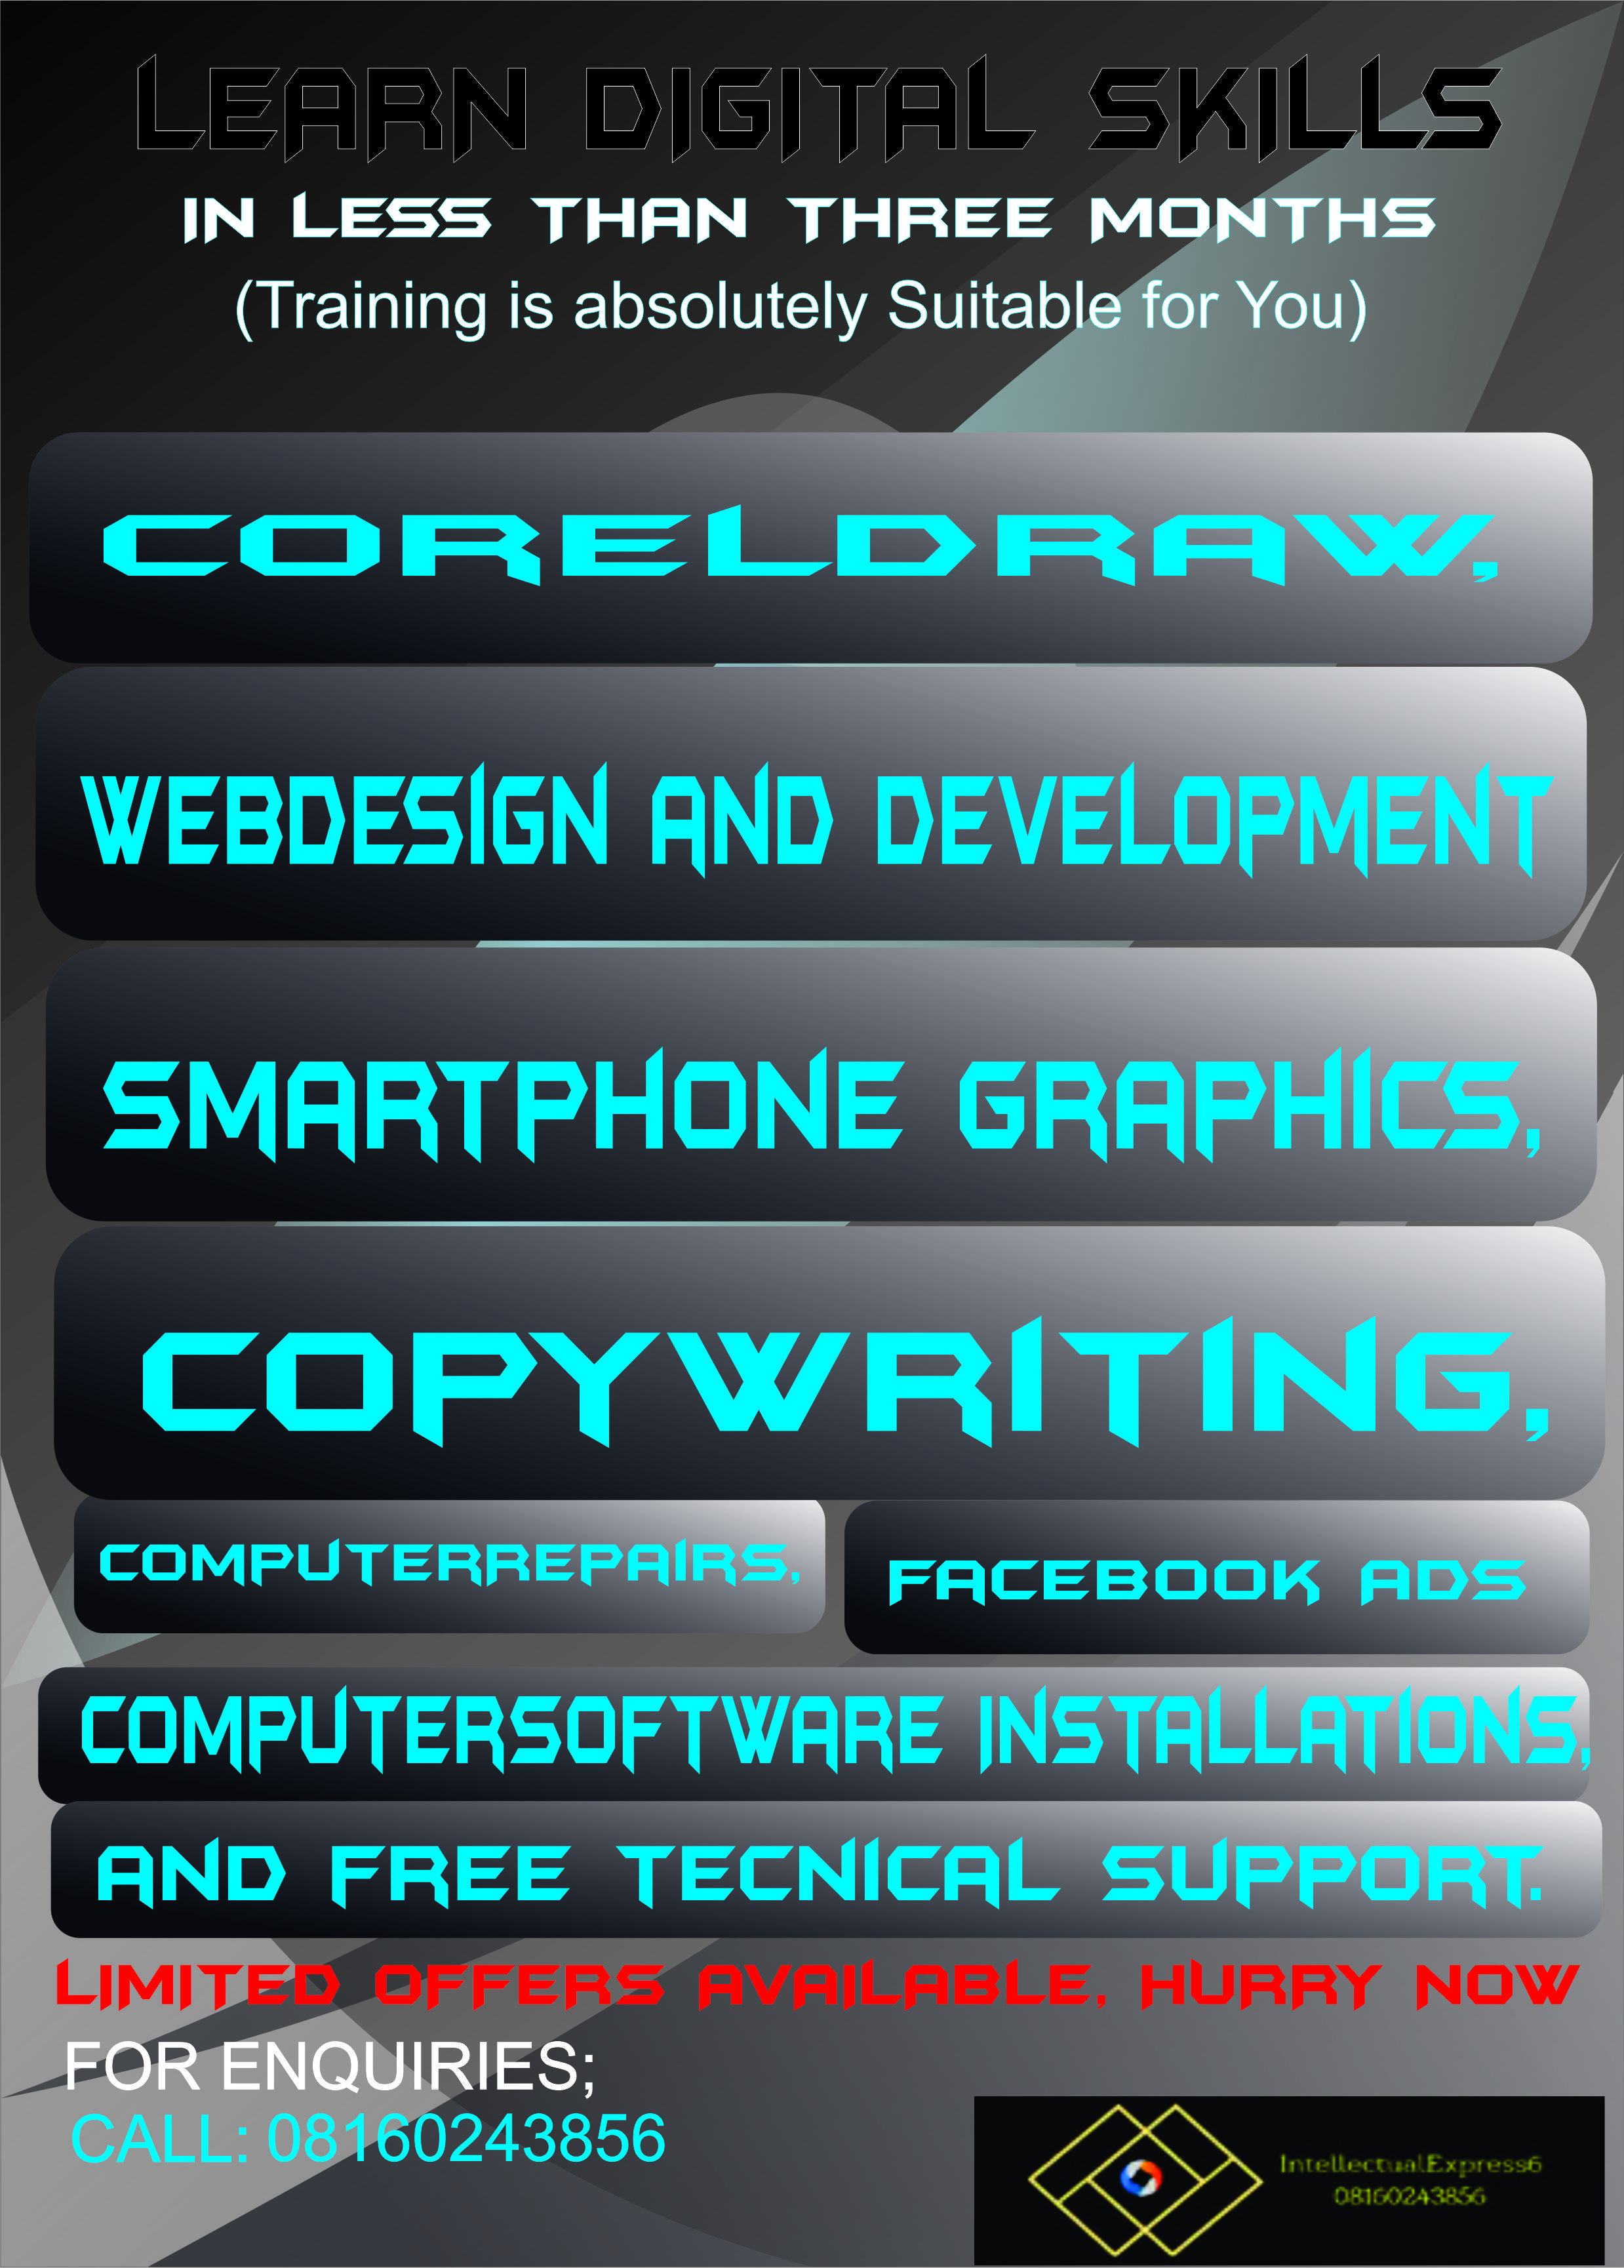 LEARN DIGITAL SKILLS
IN LESS THAN THREE MONTHS
(Training is absolutely Suitable for You)
CORELDRAW,
WEBDESIGN AND DEVELOPMENT
SMARTPHONE GRAPHICS,
COPYWRITING,
COMPUTERREPAIRS,
FACEBOOK ADS
COMPUTERSOFTWARE INSTALLATIONS,
AND FREE TECNICAL SUPPORT.
LIMITED OFFERS AVAILABLE, HURRY NOW
FOR ENQUIRIES;
CALL: 08160243856
IntellectualExpress6
08160243856